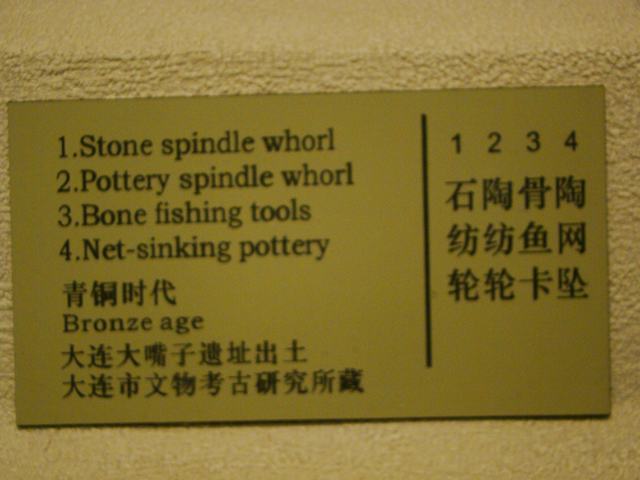 1.Stone spindle whorl
2.Pottery spindle whorl
3.Bone fishing tools
4.Net-sinking pottery
青铜时代
Bronze age
大连大嘴子遗址出土
大连市文物考古研究所藏
1 2 3 4
石陶骨陶
纺纺鱼网
轮轮卡坠